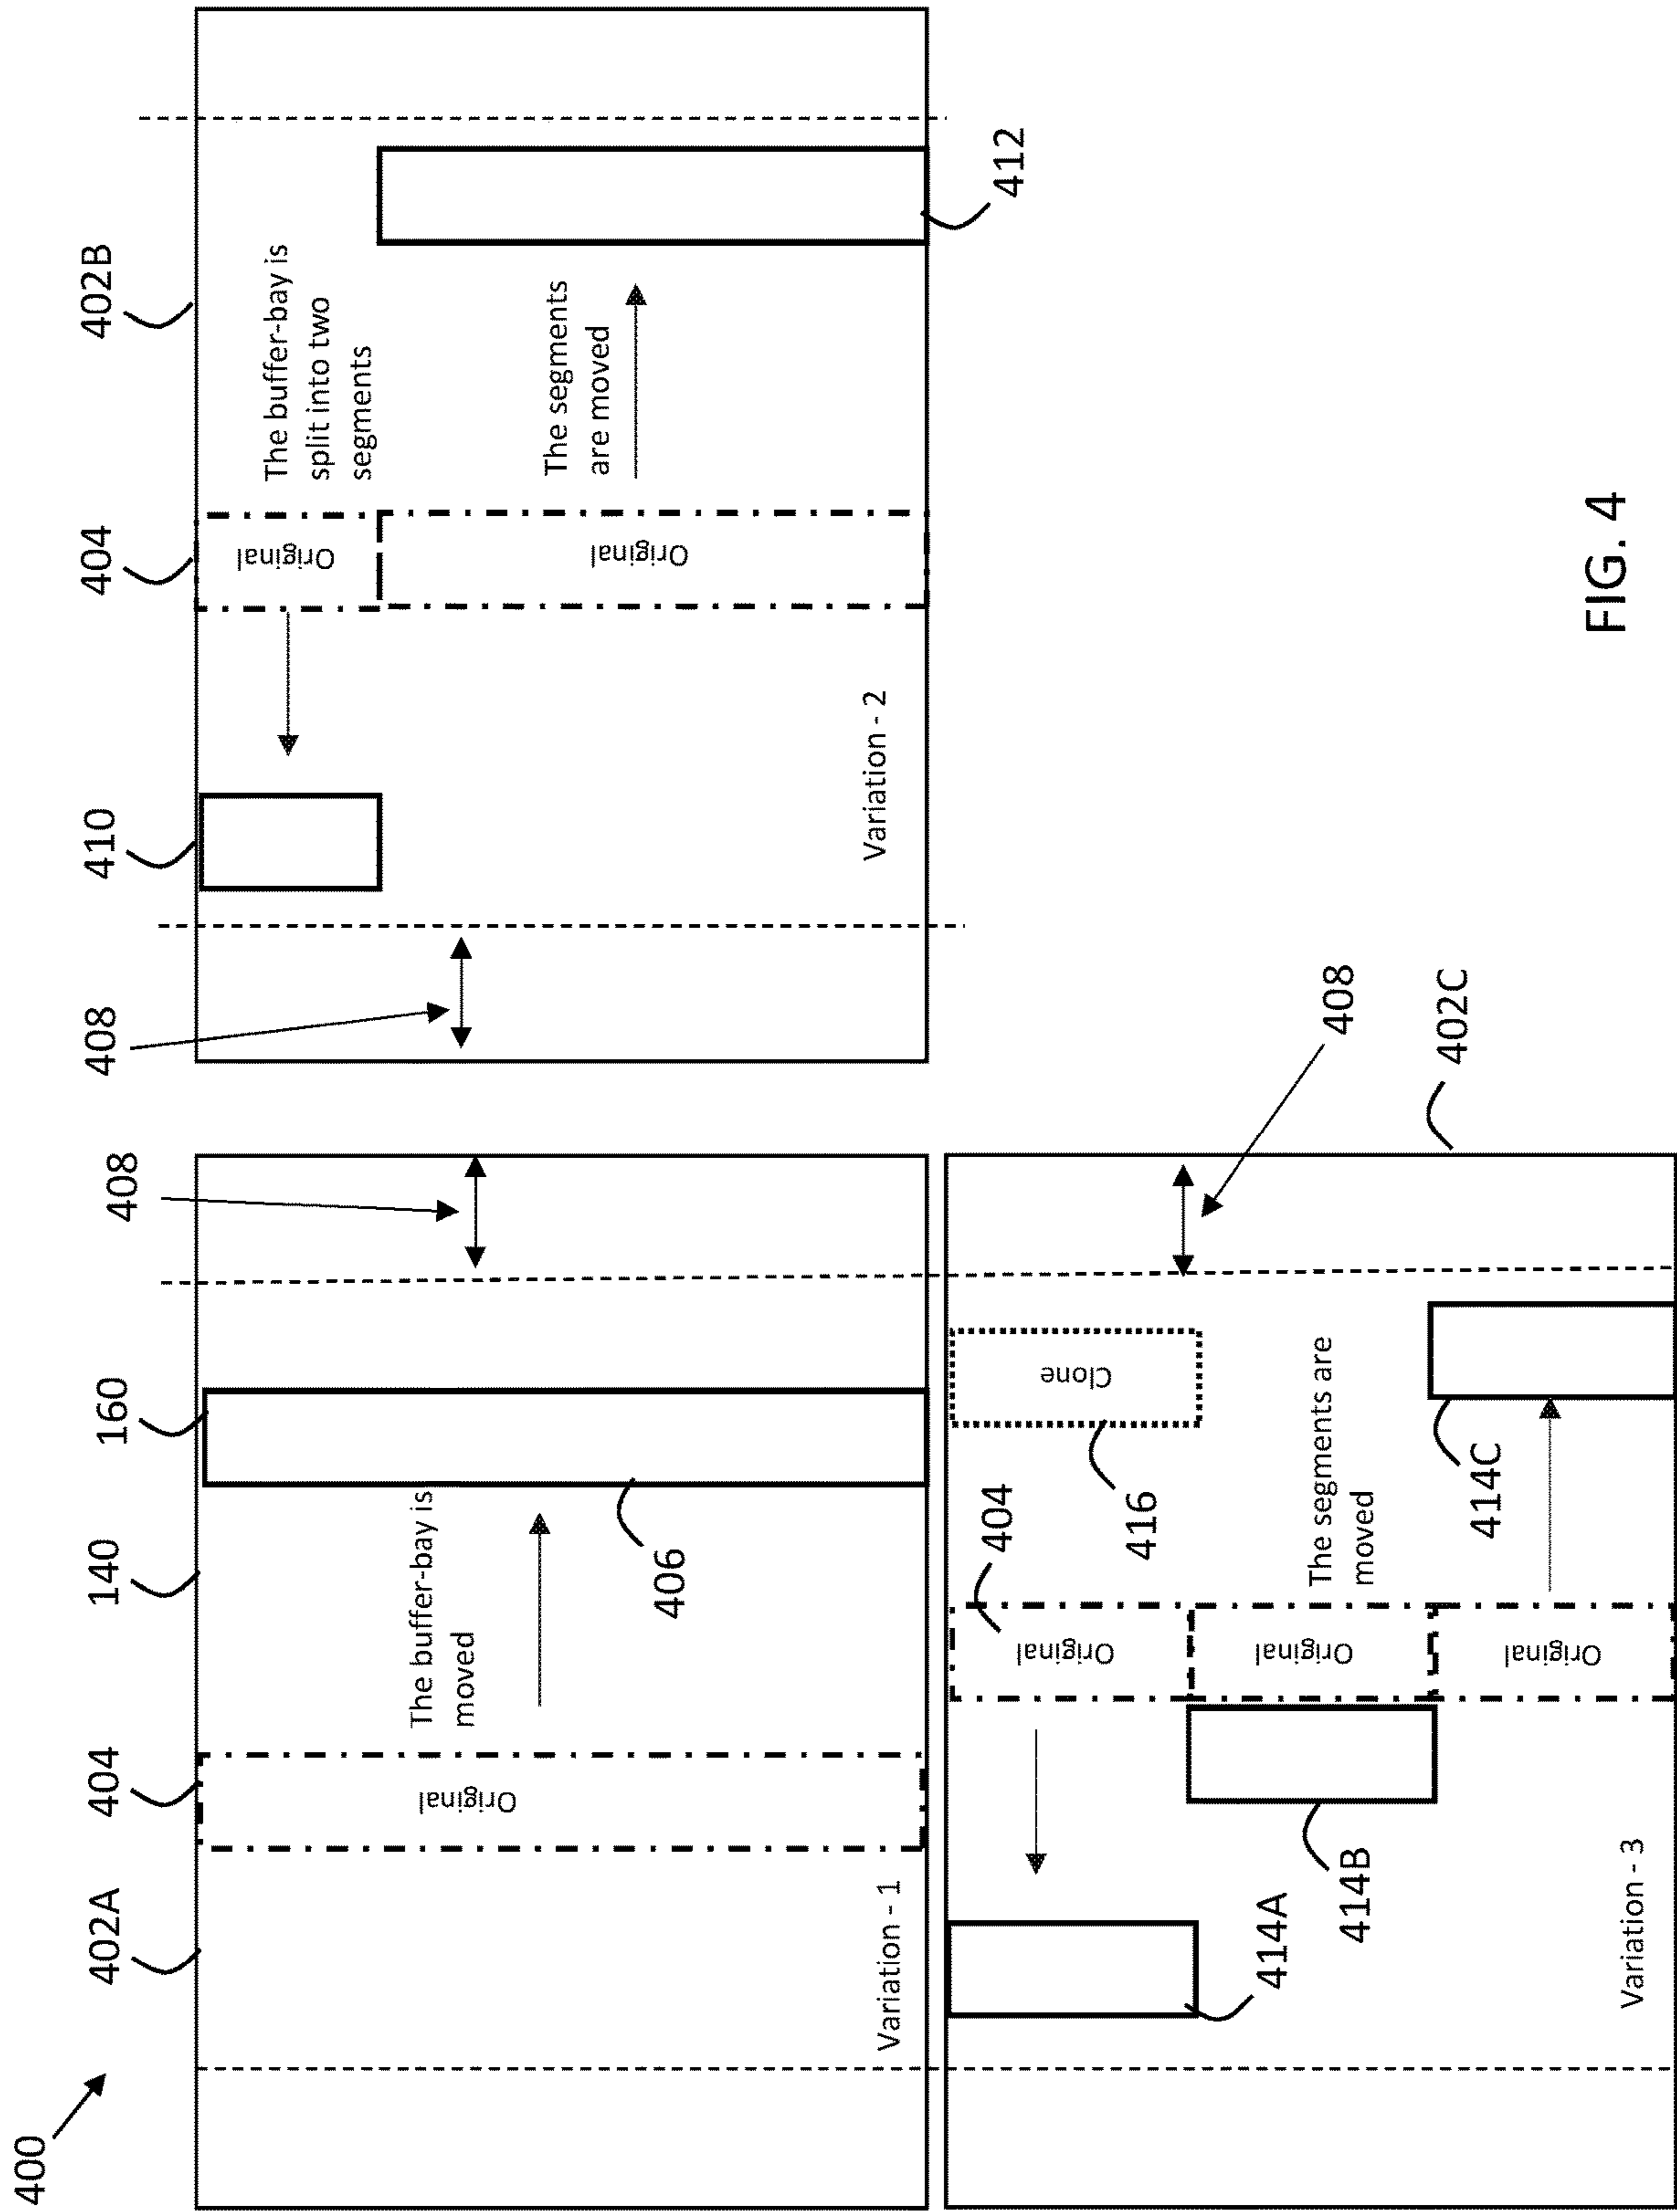 400
402A
404
140
160
408
Original
The buffer-bay is
moved
406
Variation - 1
408
410
404
402B
Original
The buffer-bay is
split into two
segments
Original
The segments
are moved
Variation - 2
412
404
416
Clone
408
402C
Original
Original
Original
The segments are
moved
414A
414B
414C
Variation - 3
FIG. 4